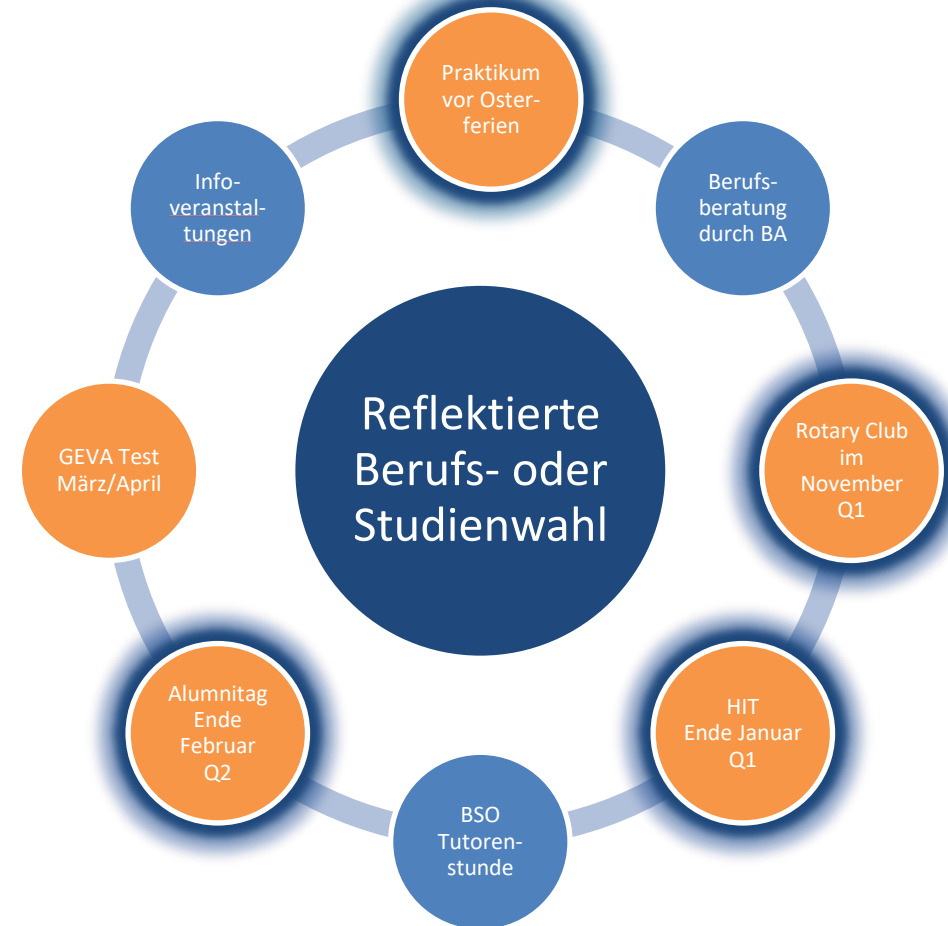 Praktikum
vor Oster-
ferien
Berufs-
beratung
durch BA
Rotary Club
im
November
Q1
HIT
Ende Januar
Q1
BSO
Tutoren-
stunde
Alumnitag
Ende
Februar
Q2
GEVA Test
März/April
Info-
veranstal-
tungen
Reflektierte
Berufs- oder
Studienwahl